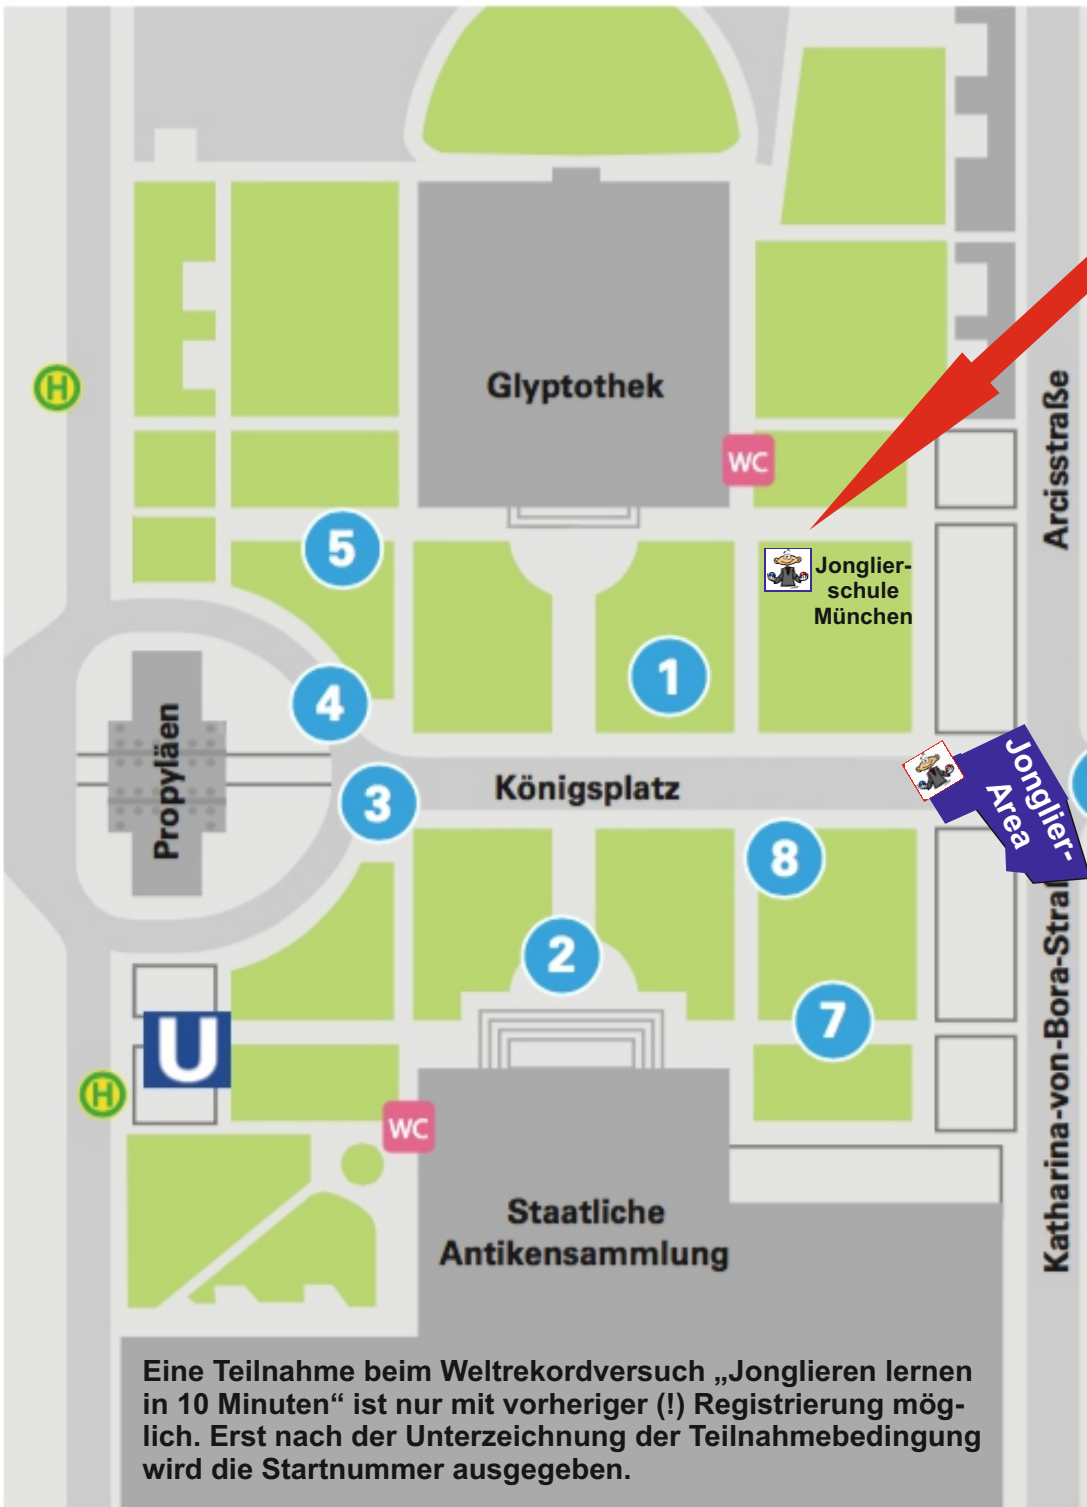 Glyptothek
H
Arcisstraße
WC
5
Jonglier-
schule
München
1
4
Propyläen
Königsplatz
3
Jonglier-
Area
8
2
7
U
H
WC
Katharina-von-Bora-Straß
Staatliche
Antikensammlung
Eine Teilnahme beim Weltrekordversuch „Jonglieren lernen
in 10 Minuten“ ist nur mit vorheriger (!) Registrierung mög-
lich. Erst nach der Unterzeichnung der Teilnahmebedingung
wird die Startnummer ausgegeben.